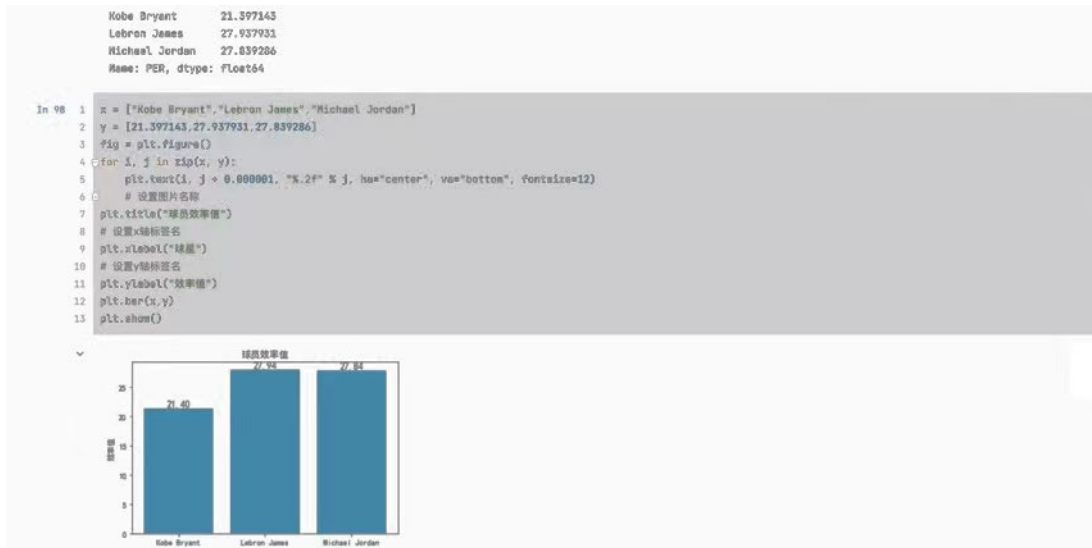 Kobe Bryant 21.397143
Lebron James 27.937931
Michael Jordan 27.839286
Name: PER, dtype: float64
In 98
1 x = ["Kobe Bryant","Lebron James","Michael Jordan"]
2 y = [21.397143,27.937931,27.839286]
3 fig = plt.figure()
4 for i, j in zip(x, y):
5 plt.text(i, j + 0.000001, "%.2f" % j, ha="center", va="bottom", fontsize=12)
6 # 设置图片名称
7 plt.title("球员效率值")
8 # 设置x轴标签名
9 plt.xlabel("球星")
10 # 设置y轴标签名
11 plt.ylabel("效率值")
12 plt.bar(x,y)
13 plt.show()
球员效率值
27.94
27.84
21.40
25
20
15
10
5
0
效率值
Kobe Bryant
Lebron James
Michael Jordan